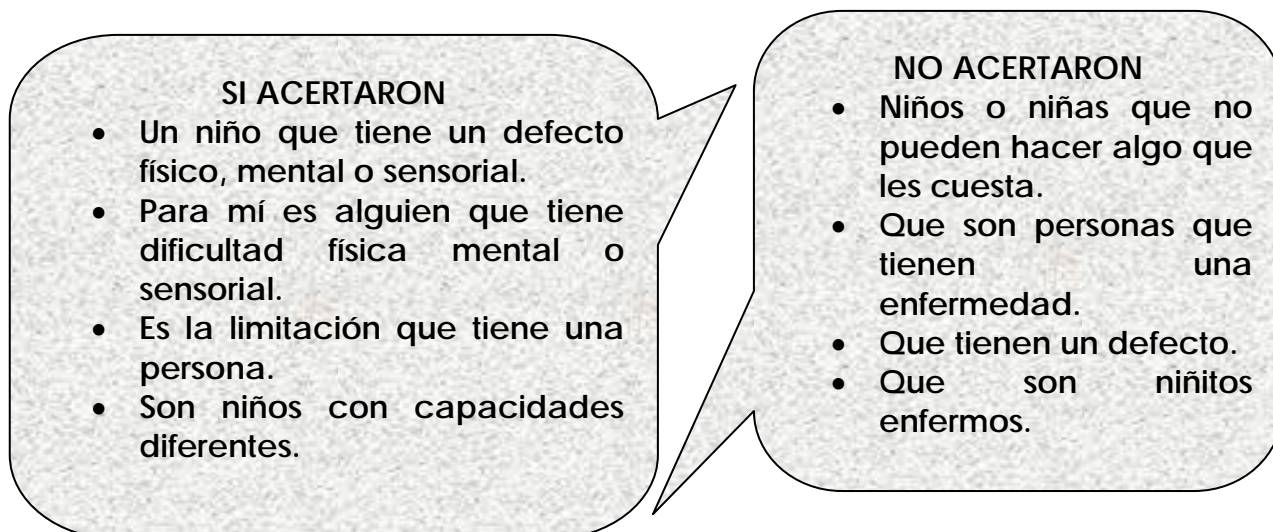 SI ACERTARON
• Un niño que tiene un defecto
físico, mental o sensorial.
• Para mí es alguien que tiene
dificultad física mental o
sensorial.
• Es la limitación que tiene una
persona.
• Son niños con capacidades
diferentes.
NO ACERTARON
• Niños o niñas que no
pueden hacer algo que
les cuesta.
• Que son personas que
tienen una
enfermedad.
• Que tienen un defecto.
• Que son niñitos
enfermos.